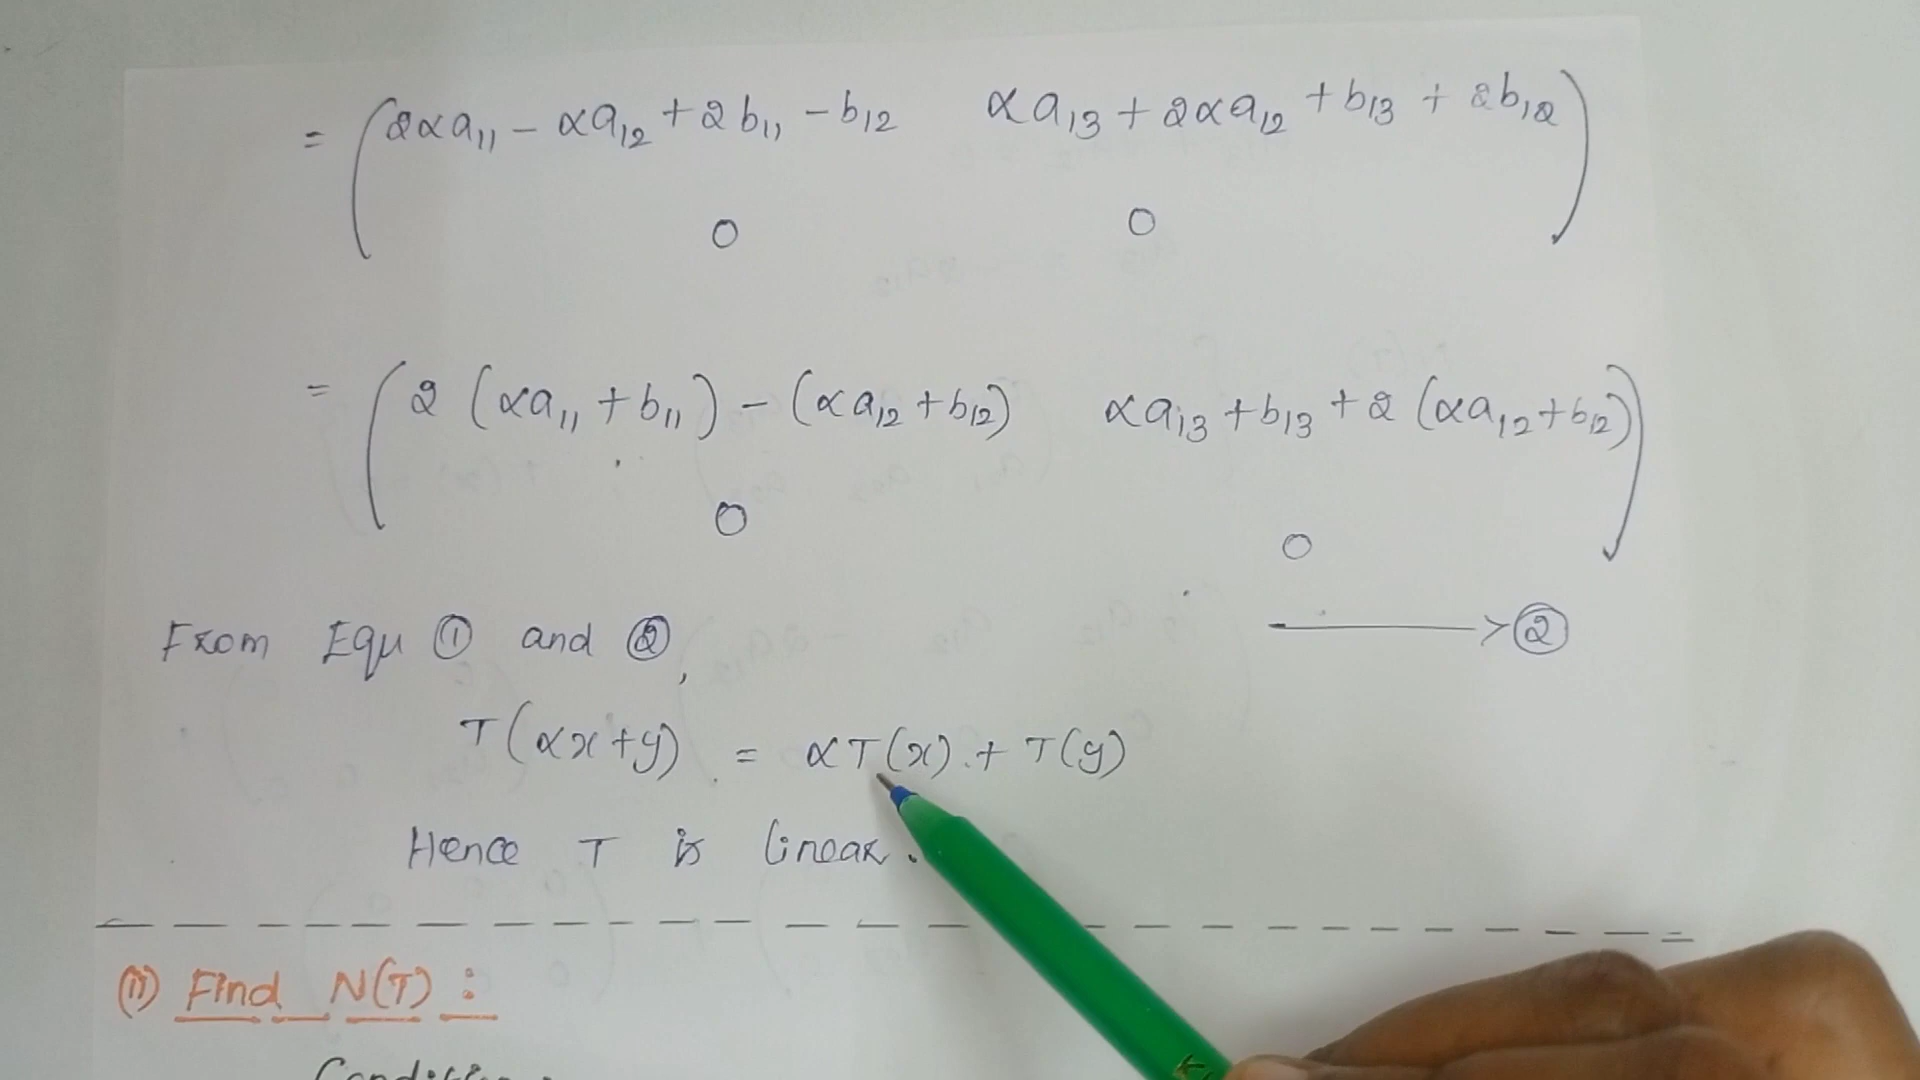 = ( 2αa₁₁ - αa₁₂ + 2b₁₁ - b₁₂ αa₁₃ + 2αa₁₂ + b₁₃ + 2b₁₂ )
0 0
= ( 2 (αa₁₁ + b₁₁) - (αa₁₂ + b₁₂) αa₁₃ + b₁₃ + 2 (αa₁₂ + b₁₂) )
0 0
From Equ ① and ②,
→ ②
T(αx+y) = αT(x) + T(y)
Hence T is linear.
(ii) Find N(T) :
Condition :